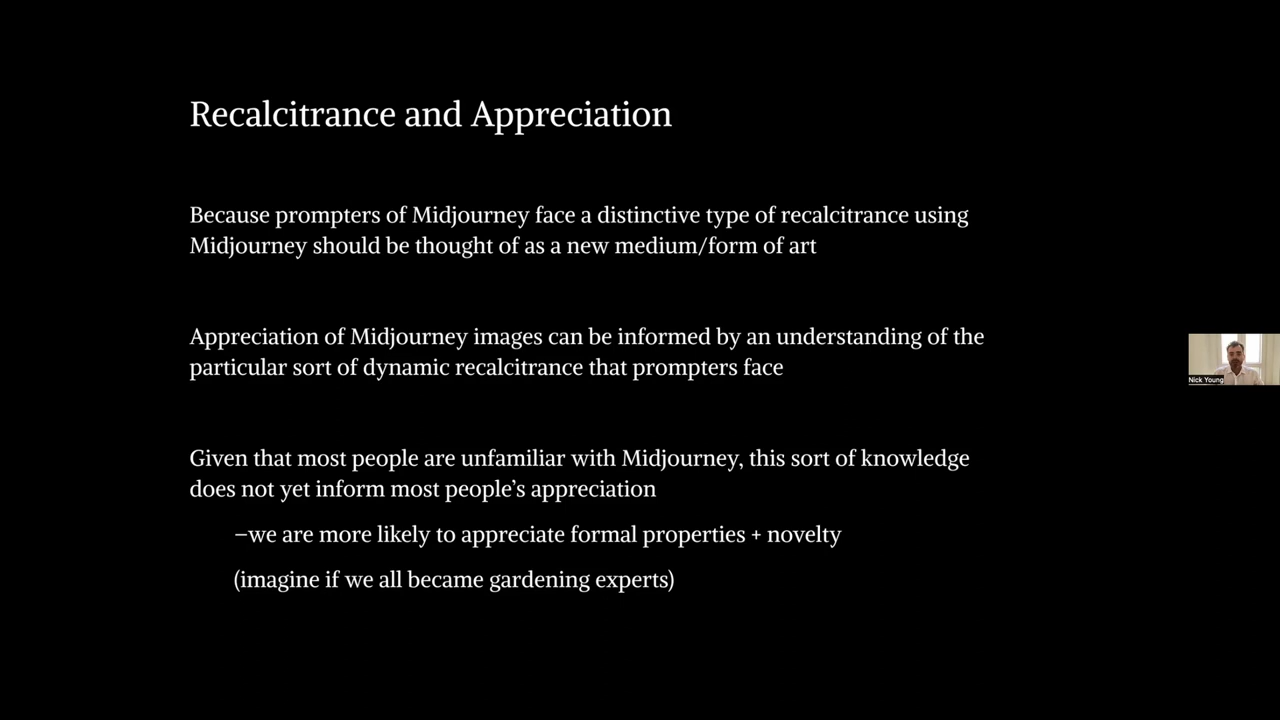 Recalcitrance and Appreciation
Because prompters of Midjourney face a distinctive type of recalcitrance using
Midjourney should be thought of as a new medium/form of art
Appreciation of Midjourney images can be informed by an understanding of the
particular sort of dynamic recalcitrance that prompters face
Given that most people are unfamiliar with Midjourney, this sort of knowledge
does not yet inform most people’s appreciation
–we are more likely to appreciate formal properties + novelty
(imagine if we all became gardening experts)
Nick Young